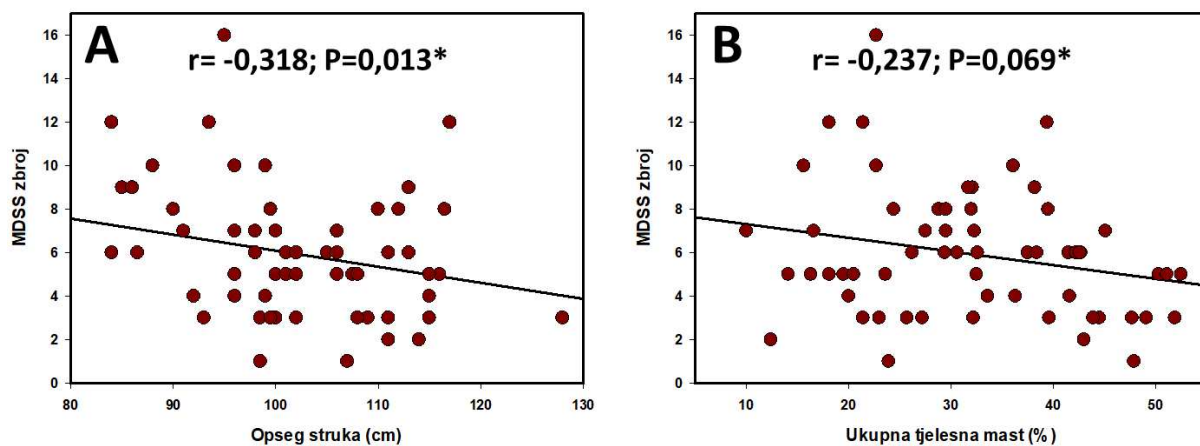 A
r= -0,318; P=0,013*
MDSS zbroj
16
14
12
10
8
6
4
2
0
80 90 100 110 120 130
Opseg struka (cm)
B
r= -0,237; P=0,069*
MDSS zbroj
16
14
12
10
8
6
4
2
0
10 20 30 40 50
Ukupna tjelesna mast (%)